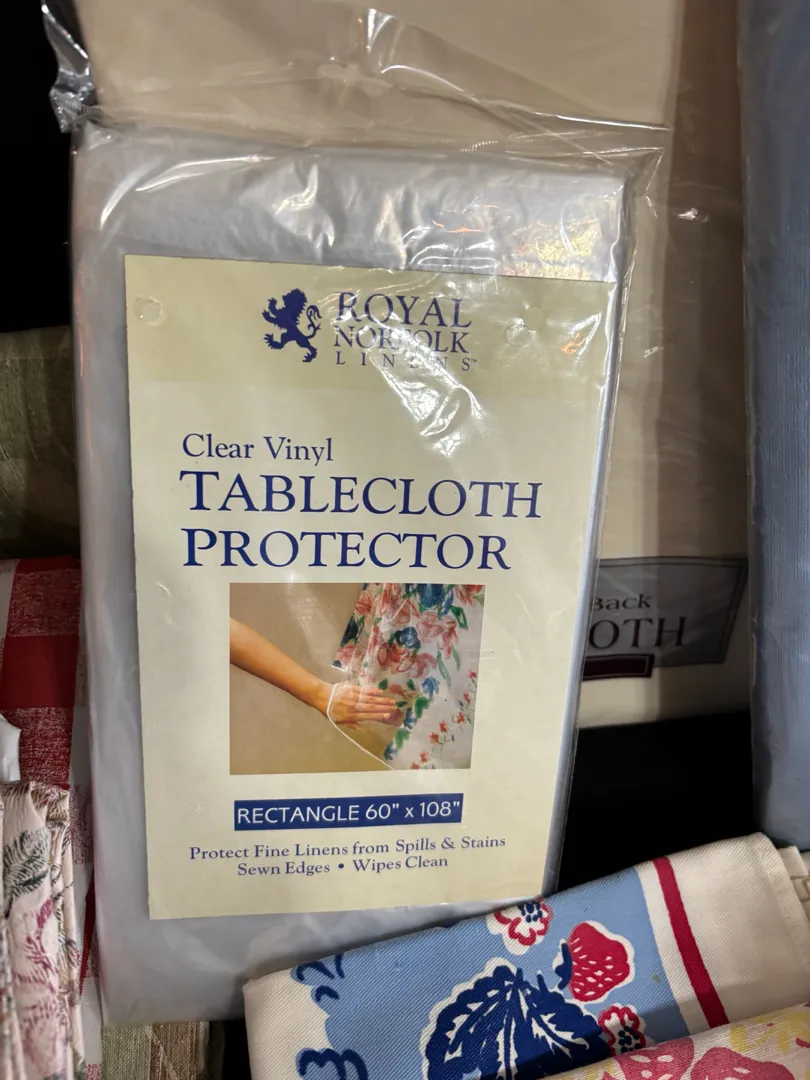 ROYAL
NORFOLK
LINENS™
Clear Vinyl
TABLECLOTH
PROTECTOR
RECTANGLE 60" x 108"
Protect Fine Linens from Spills & Stains
Sewn Edges • Wipes Clean
Back
OTH